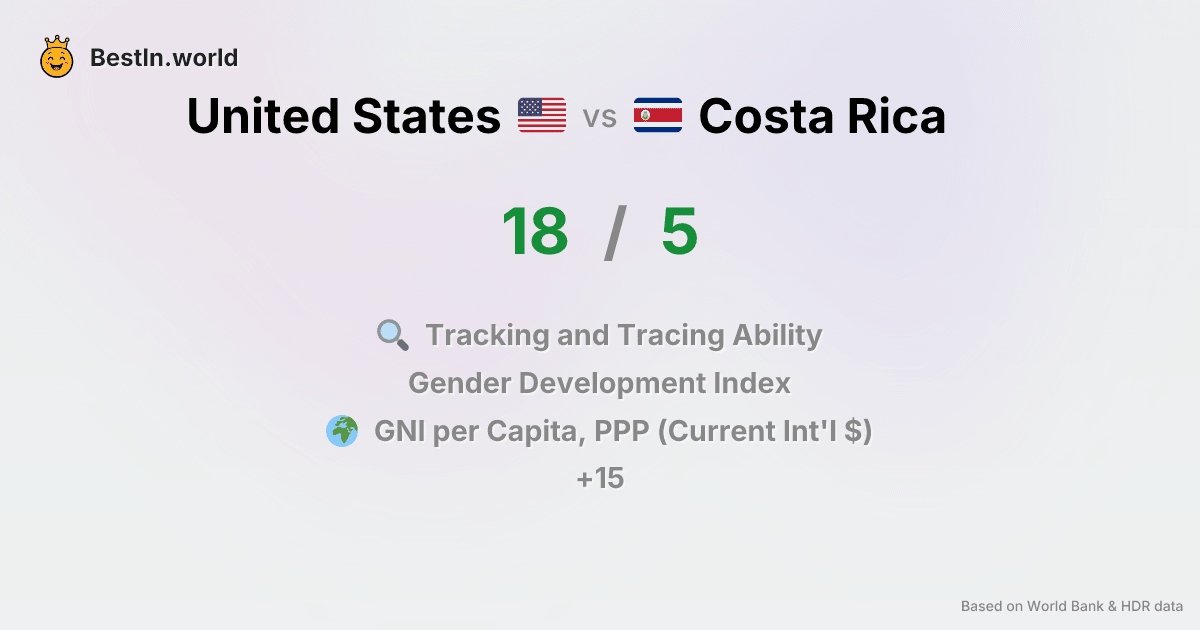 BestIn.world
United States vs Costa Rica
18 / 5
Tracking and Tracing Ability
Gender Development Index
GNI per Capita, PPP (Current Int'l $)
+15
Based on World Bank & HDR data